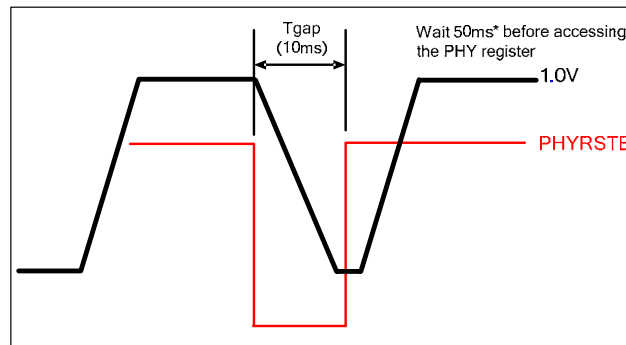 Tgap
(10ms)
Wait 50ms* before accessing
the PHY register
1.0V
PHYRSTB